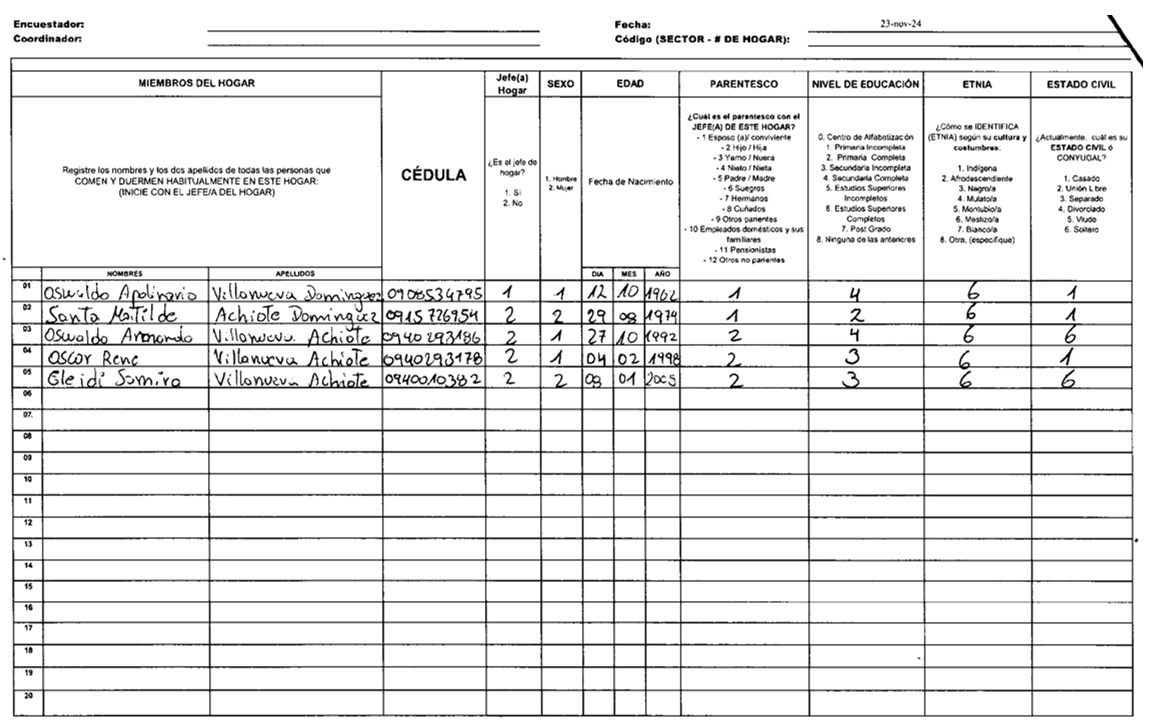 Encuestador:
Fecha: 23-nov-24
Coordinador:
Código (SECTOR - # DE HOGAR):
MIEMBROS DEL HOGAR
CÉDULA
Jefe(a) Hogar
SEXO
EDAD
PARENTESCO
NIVEL DE EDUCACIÓN
ETNIA
ESTADO CIVIL
Registre los nombres y los dos apellidos de todas las personas que
COMEN Y DUERMEN HABITUALMENTE EN ESTE HOGAR:
(INICIE CON EL JEFE/A DEL HOGAR)
¿Es el jefe de
hogar?
1. Si
2. No
1. Hombre
2. Mujer
Fecha de Nacimiento
¿Cuál es el parentesco con el
JEFE(A) DE ESTE HOGAR?
- 1 Esposo (a)/ conviviente
- 2 Hijo / Hija
- 3 Yerno / Nuera
- 4 Nieto / Nieta
- 5 Padre / Madre
- 6 Suegros
- 7 Hermanos
- 8 Cuñados
- 9 Otros parientes
- 10 Empleados domésticos y sus
familiares
- 11 Pensionistas
- 12 Otros no parientes
0. Centro de Alfabetización
1. Primaria Incompleta
2. Primaria Completa
3. Secundaria Incompleta
4. Secundaria Completa
5. Estudios Superiores
Incompletos
6. Estudios Superiores
Completos
7. Post Grado
8. Ninguna de las anteriores
¿Cómo se IDENTIFICA
(ETNIA) según su cultura y
costumbres.
1. Indígena
2. Afrodescendiente
3. Negro/a
4. Mulato/a
5. Montubio/a
6. Mestizo/a
7. Blanco/a
8. Otra, (especifique)
¿Actualmente, cuál es su
ESTADO CIVIL ó
CONYUGAL?
1. Casado
2. Unión Libre
3. Separado
4. Divorciado
5. Viudo
6. Soltero
NOMBRES APELLIDOS DIA MES AÑO
01 Oswaldo Apolinario Villanueva Dominguez 0908534795 1 1 12 10 1962 1 4 6 1
02 Santa Matilde Achiote Dominguez 0915726954 2 2 29 08 1974 1 2 6 1
03 Oswaldo Armando Villanueva Achiote 0940293186 2 1 27 10 1992 2 4 6 6
04 Oscar Rene Villanueva Achiote 0940293178 2 1 04 02 1998 2 3 6 1
05 Gleidi Samira Villanueva Achiote 0940010382 2 2 08 01 2005 2 3 6 6
06
07.
08
09
10
11
12
13
14
15
16
17
18
19
20